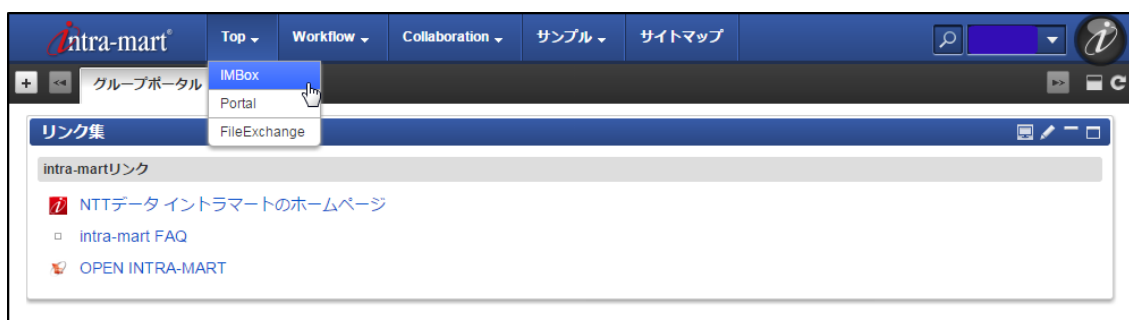 intra-mart® Top Workflow Collaboration サンプル サイトマップ
グループポータル
IMBox
Portal
FileExchange
リンク集
intra-martリンク
NTTデータ イントラマートのホームページ
intra-mart FAQ
OPEN INTRA-MART